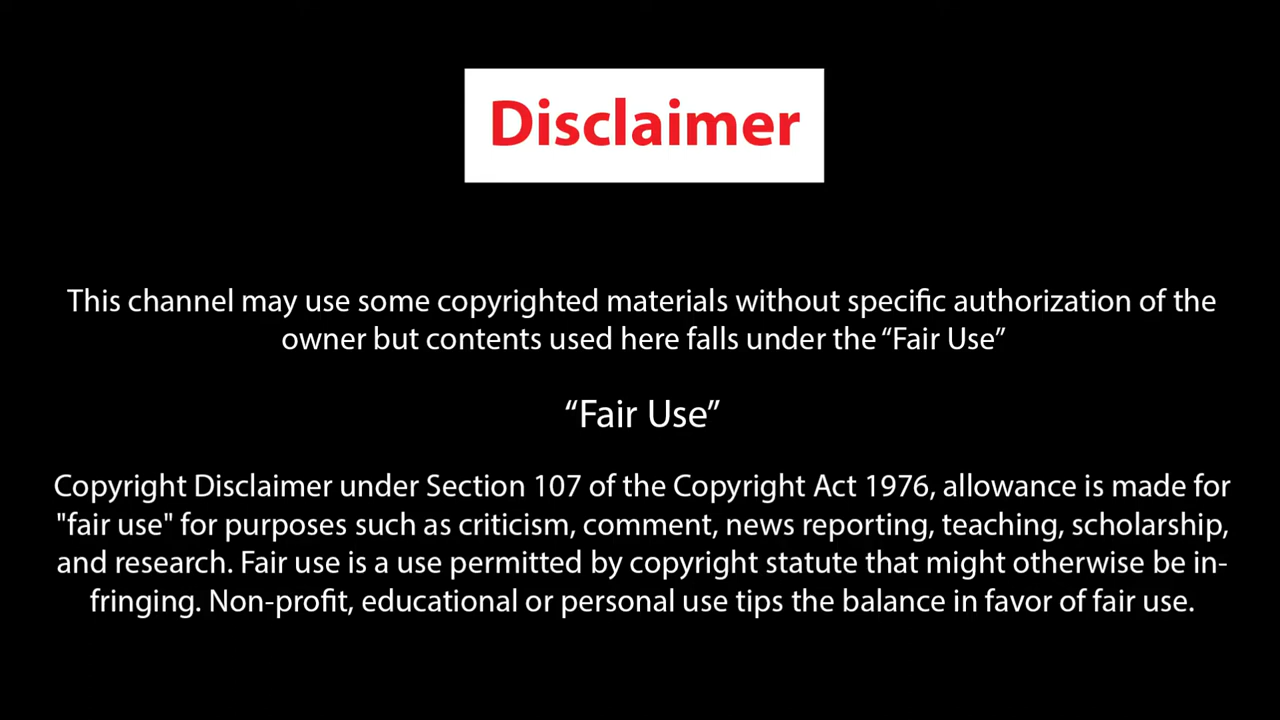 Disclaimer
This channel may use some copyrighted materials without specific authorization of the
owner but contents used here falls under the “Fair Use”
“Fair Use”
Copyright Disclaimer under Section 107 of the Copyright Act 1976, allowance is made for
"fair use" for purposes such as criticism, comment, news reporting, teaching, scholarship,
and research. Fair use is a use permitted by copyright statute that might otherwise be in-
fringing. Non-profit, educational or personal use tips the balance in favor of fair use.